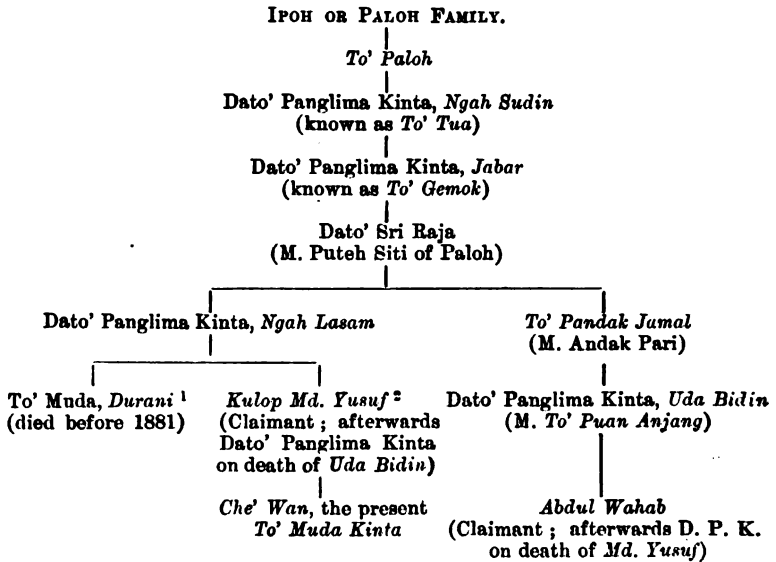 IPOH OR PALOH FAMILY.
To' Paloh
Dato' Panglima Kinta, Ngah Sudin
(known as To' Tua)
Dato' Panglima Kinta, Jabar
(known as To' Gemok)
Dato' Sri Raja
(M. Puteh Siti of Paloh)
Dato' Panglima Kinta, Ngah Lasam
To' Pandak Jumal
(M. Andak Pari)
To' Muda, Durani 1
(died before 1881)
Kulop Md. Yusuf 2
(Claimant ; afterwards
Dato' Panglima Kinta
on death of Uda Bidin)
Dato' Panglima Kinta, Uda Bidin
(M. To' Puan Anjang)
Che' Wan, the present
To' Muda Kinta
Abdul Wahab
(Claimant ; afterwards D. P. K.
on death of Md. Yusuf)